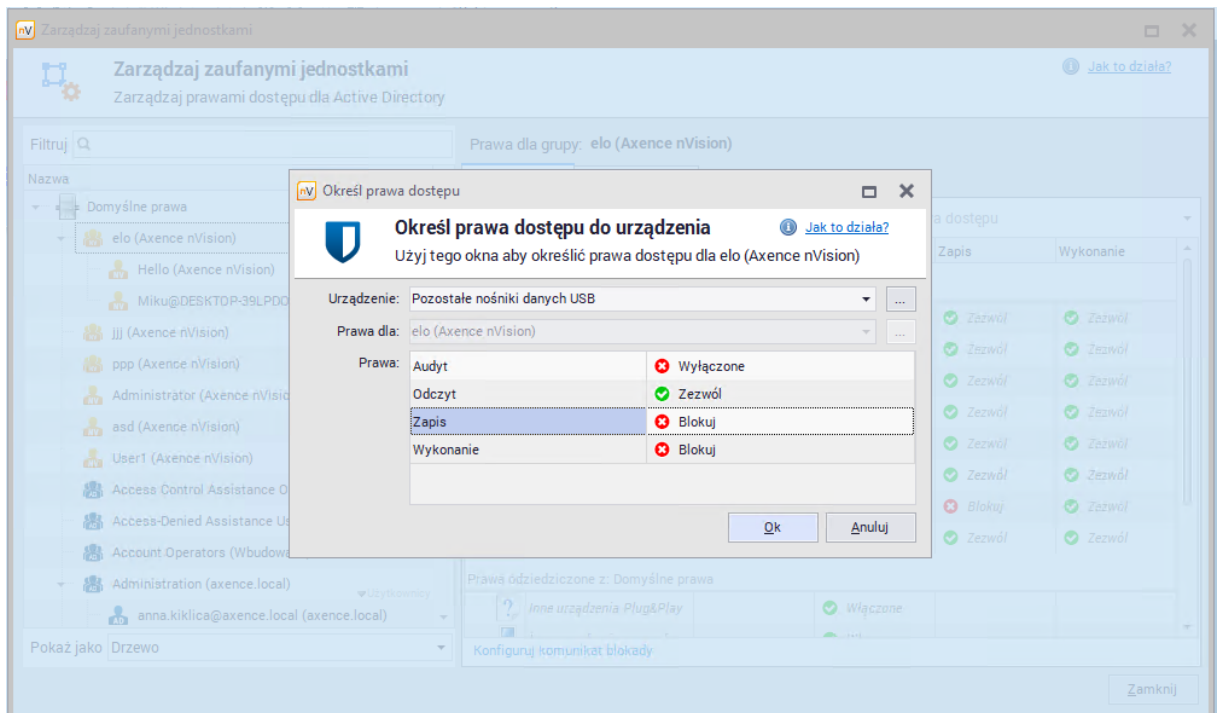 nV Zarządzaj zaufanymi jednostkami
Zarządzaj zaufanymi jednostkami
Jak to działa?
Zarządzaj prawami dostępu dla Active Directory
Filtruj
Prawa dla grupy: elo (Axence nVision)
Nazwa
Domyślne prawa
elo (Axence nVision)
Hello (Axence nVision)
Miku@DESKTOP-39LPDO
jjj (Axence nVision)
ppp (Axence nVision)
Administrator (Axence nVisio
asd (Axence nVision)
User1 (Axence nVision)
Access Control Assistance O
Access-Denied Assistance Us
Account Operators (Wbudowa
Administration (axence.local)
Użytkownicy
anna.kiklica@axence.local (axence.local)
Pokaż jako Drzewo
nV Określ prawa dostępu
Określ prawa dostępu do urządzenia
Jak to działa?
Użyj tego okna aby określić prawa dostępu dla elo (Axence nVision)
Urządzenie: Pozostałe nośniki danych USB ...
Prawa dla: elo (Axence nVision) ...
Prawa:
Audyt Wyłączone
Odczyt Zezwól
Zapis Blokuj
Wykonanie Blokuj
Ok Anuluj
dostępu
Zapis Wykonanie
Zezwól Zezwól
Zezwól Zezwól
Zezwól Zezwól
Zezwól Zezwól
Zezwól Zezwól
Zezwól Zezwól
Blokuj Zezwól
Zezwól Zezwól
Prawa odziedziczone z: Domyślne prawa
Inne urządzenia Plug&Play Włączone
Konfiguruj komunikat blokady
Zamknij